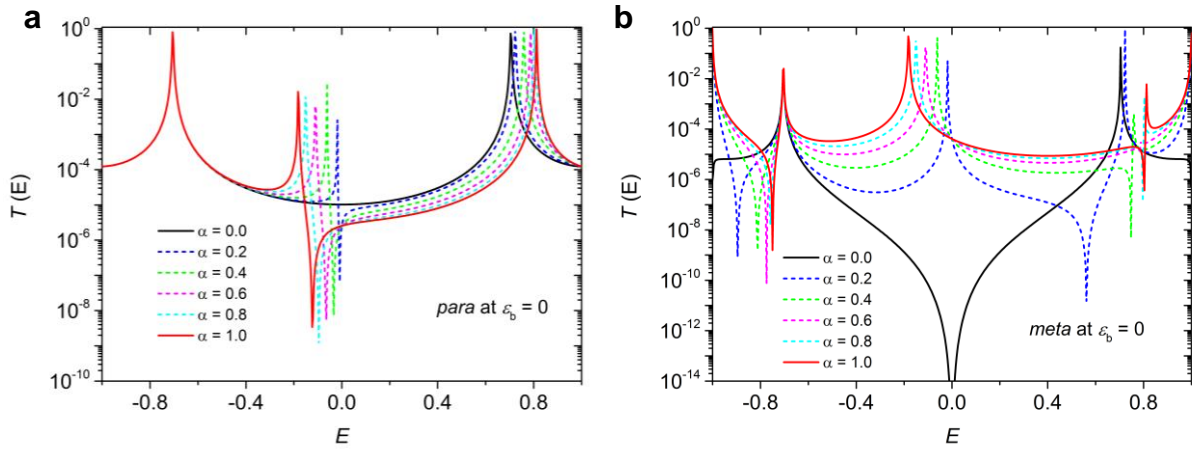 a
T (E)
10⁰
10⁻²
10⁻⁴
10⁻⁶
10⁻⁸
10⁻¹⁰
α = 0.0
α = 0.2
α = 0.4
α = 0.6
α = 0.8
α = 1.0
para at ε_b = 0
-0.8 -0.4 0.0 0.4 0.8
E
b
T (E)
10⁰
10⁻²
10⁻⁴
10⁻⁶
10⁻⁸
10⁻¹⁰
10⁻¹²
10⁻¹⁴
α = 0.0
α = 0.2
α = 0.4
α = 0.6
α = 0.8
α = 1.0
meta at ε_b = 0
-0.8 -0.4 0.0 0.4 0.8
E